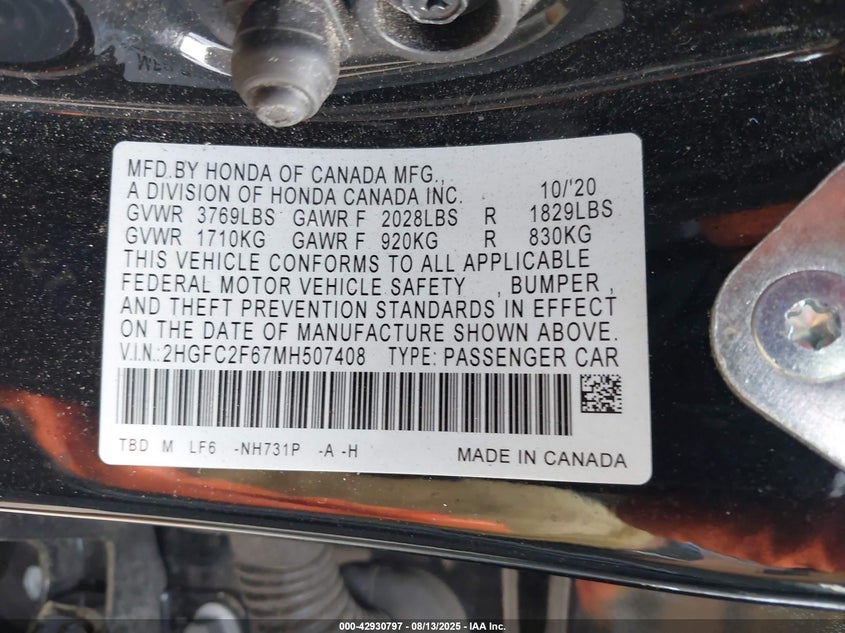 MFD.BY HONDA OF CANADA MFG.,
A DIVISION OF HONDA CANADA INC. 10/'20
GVWR 3769LBS GAWR F 2028LBS R 1829LBS
GVWR 1710KG GAWR F 920KG R 830KG
THIS VEHICLE CONFORMS TO ALL APPLICABLE
FEDERAL MOTOR VEHICLE SAFETY , BUMPER ,
AND THEFT PREVENTION STANDARDS IN EFFECT
ON THE DATE OF MANUFACTURE SHOWN ABOVE.
V.I.N.:2HGFC2F67MH507408 TYPE: PASSENGER CAR
TBD M LF6 -NH731P -A -H
MADE IN CANADA
000-42930797 - 08/13/2025 - IAA Inc.